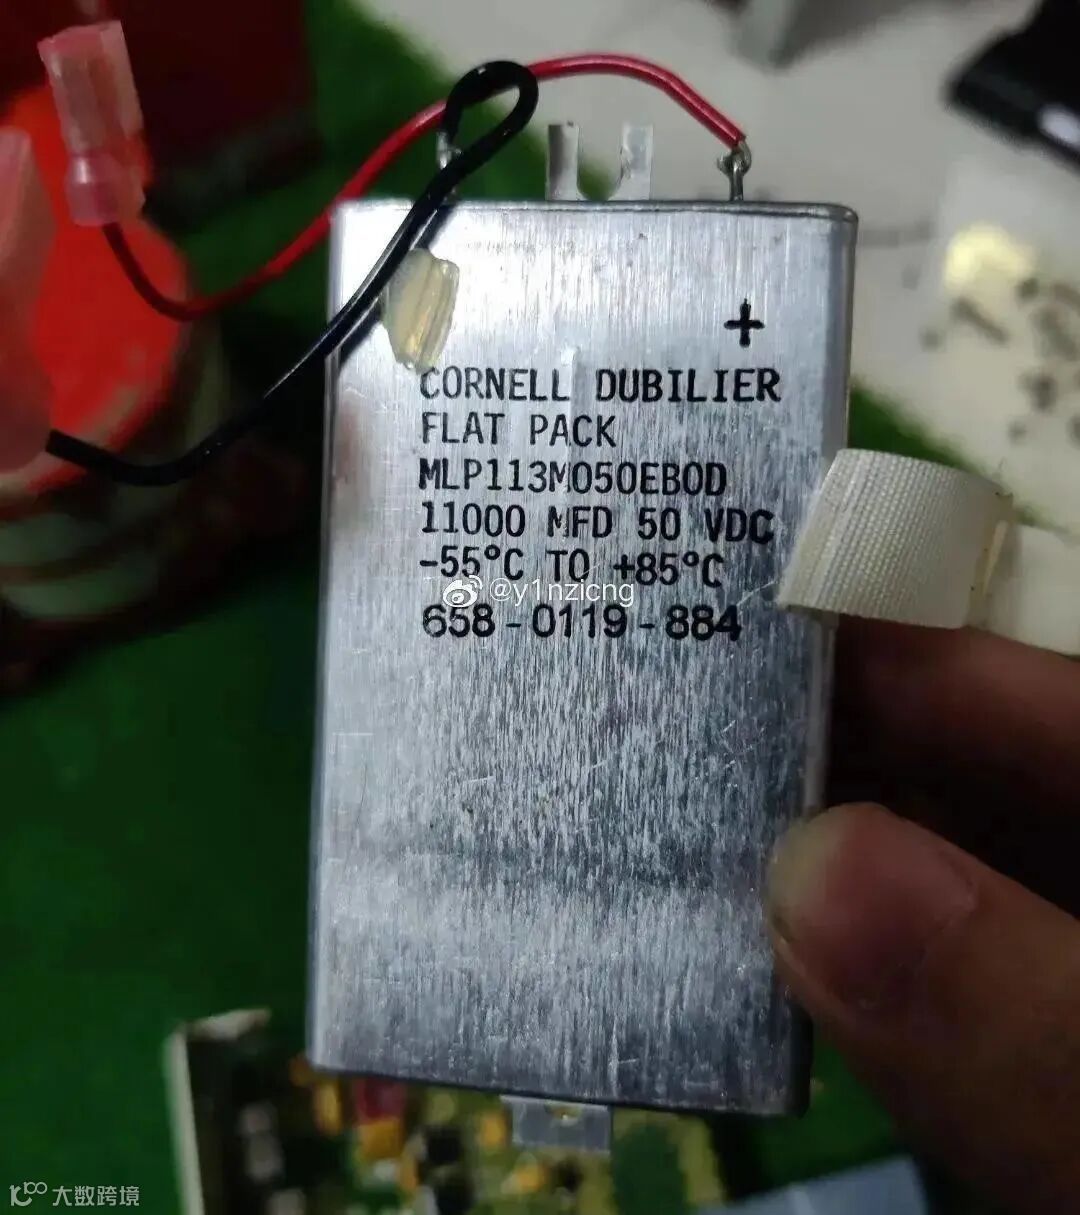 +
CORNELL DUBILIER
FLAT PACK
MLP113M050EB0D
11000 MFD 50 VDC
-55°C TO +85°C
@y1nzicng
658-0119-884
大数跨境